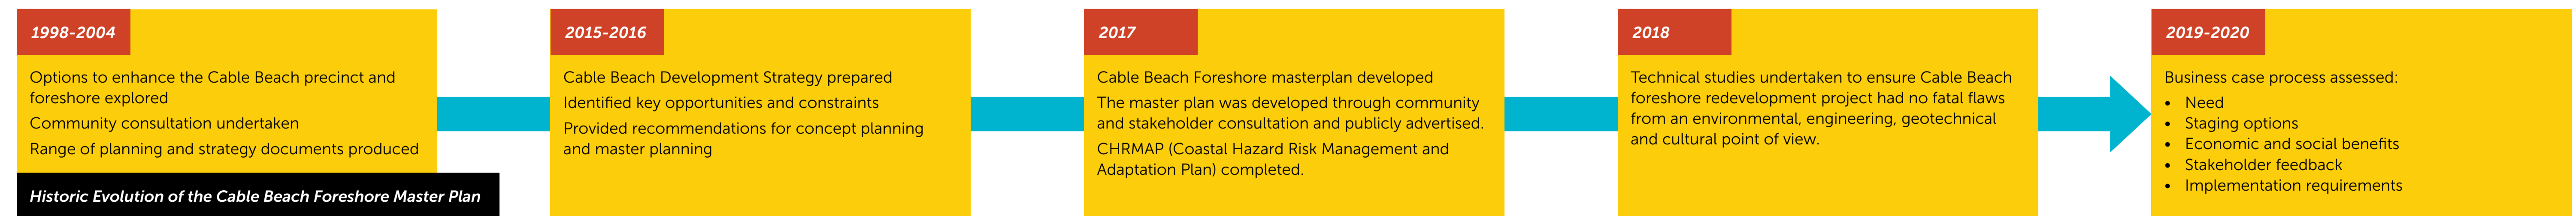 1998-2004
Options to enhance the Cable Beach precinct and
foreshore explored
Community consultation undertaken
Range of planning and strategy documents produced
Historic Evolution of the Cable Beach Foreshore Master Plan
2015-2016
Cable Beach Development Strategy prepared
Identified key opportunities and constraints
Provided recommendations for concept planning
and master planning
2017
Cable Beach Foreshore masterplan developed
The master plan was developed through community
and stakeholder consultation and publicly advertised.
CHRMAP (Coastal Hazard Risk Management and
Adaptation Plan) completed.
2018
Technical studies undertaken to ensure Cable Beach
foreshore redevelopment project had no fatal flaws
from an environmental, engineering, geotechnical
and cultural point of view.
2019-2020
Business case process assessed:
• Need
• Staging options
• Economic and social benefits
• Stakeholder feedback
• Implementation requirements